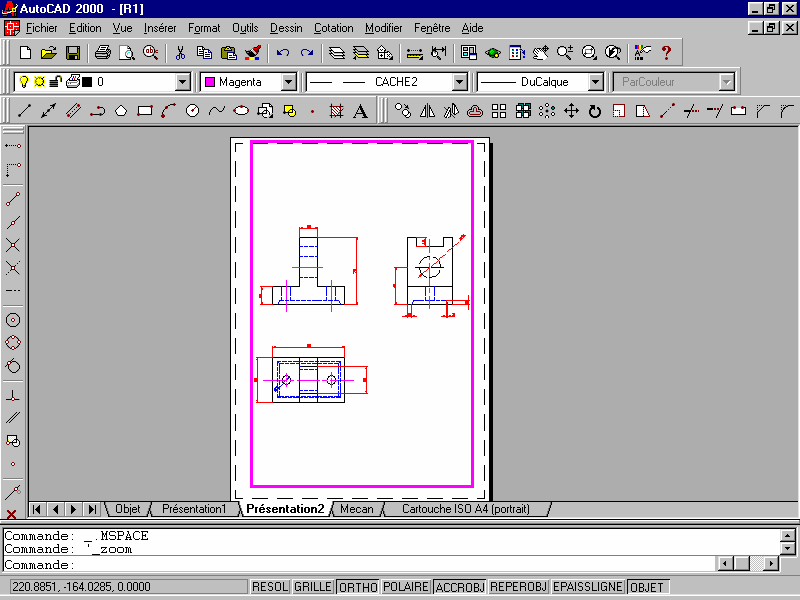 AutoCAD 2000 - [R1]
Fichier Edition Vue Insérer Format Outils Dessin Cotation Modifier Fenêtre Aide
0 Magenta CACHE2 DuCalque ParCouleur
Objet Présentation1 Présentation2 Mecan Cartouche ISO A4 (portrait)
Commande: _.MSPACE
Commande: '_zoom
Commande:
220.8851, -164.0285, 0.0000 RESOL GRILLE ORTHO POLAIRE ACCROBJ REPEROBJ EPAISSLIGNE OBJET